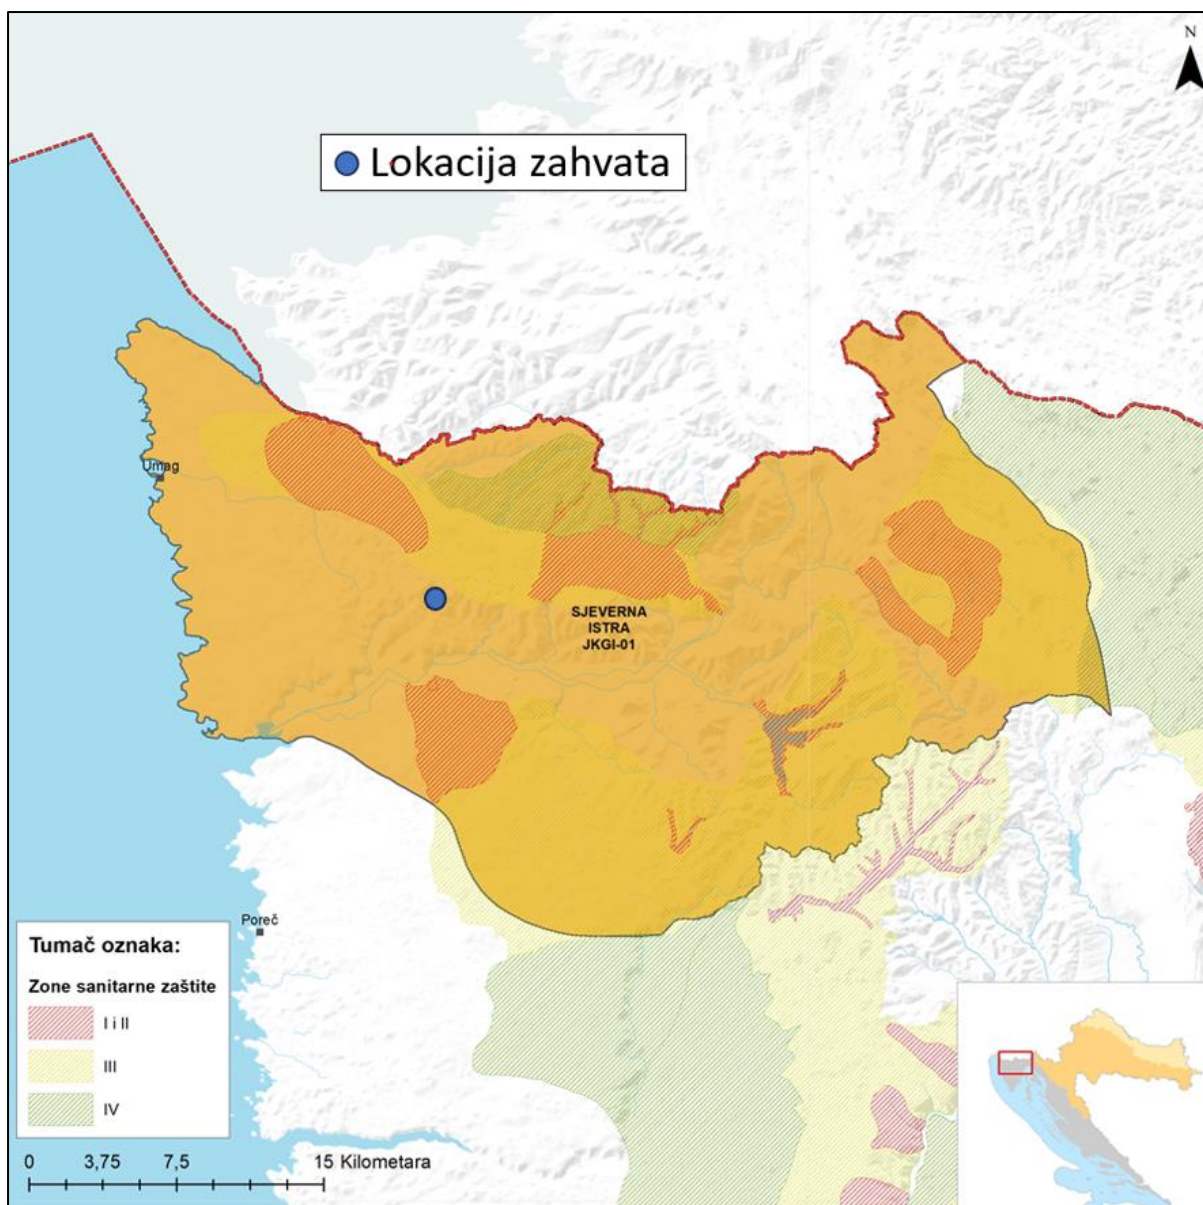 N
Lokacija zahvata
Umag
SJEVERNA
ISTRA
JKGI-01
Poreč
Tumač oznaka:
Zone sanitarne zaštite
I i II
III
IV
0 3,75 7,5 15 Kilometara